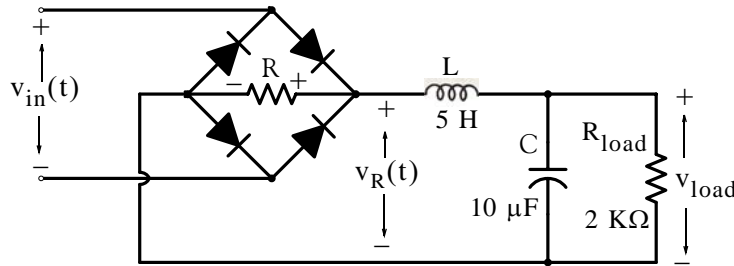 +
v_in(t)
−
− R +
L
5 H
+
v_R(t)
−
C
10 µF
R_load
2 KΩ
+
v_load
−